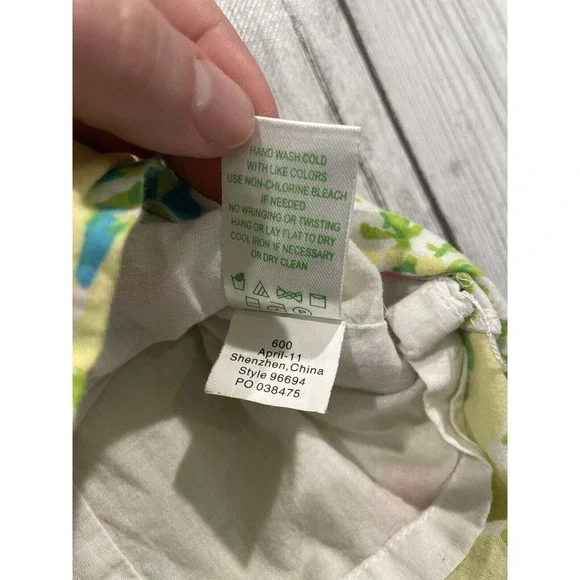 HAND WASH COLD
WITH LIKE COLORS
USE NON-CHLORINE BLEACH
IF NEEDED
NO WRINGING OR TWISTING
HANG OR LAY FLAT TO DRY
COOL IRON IF NECESSARY
OR DRY CLEAN
600
April-11
Shenzhen,China
Style 96694
PO 038475